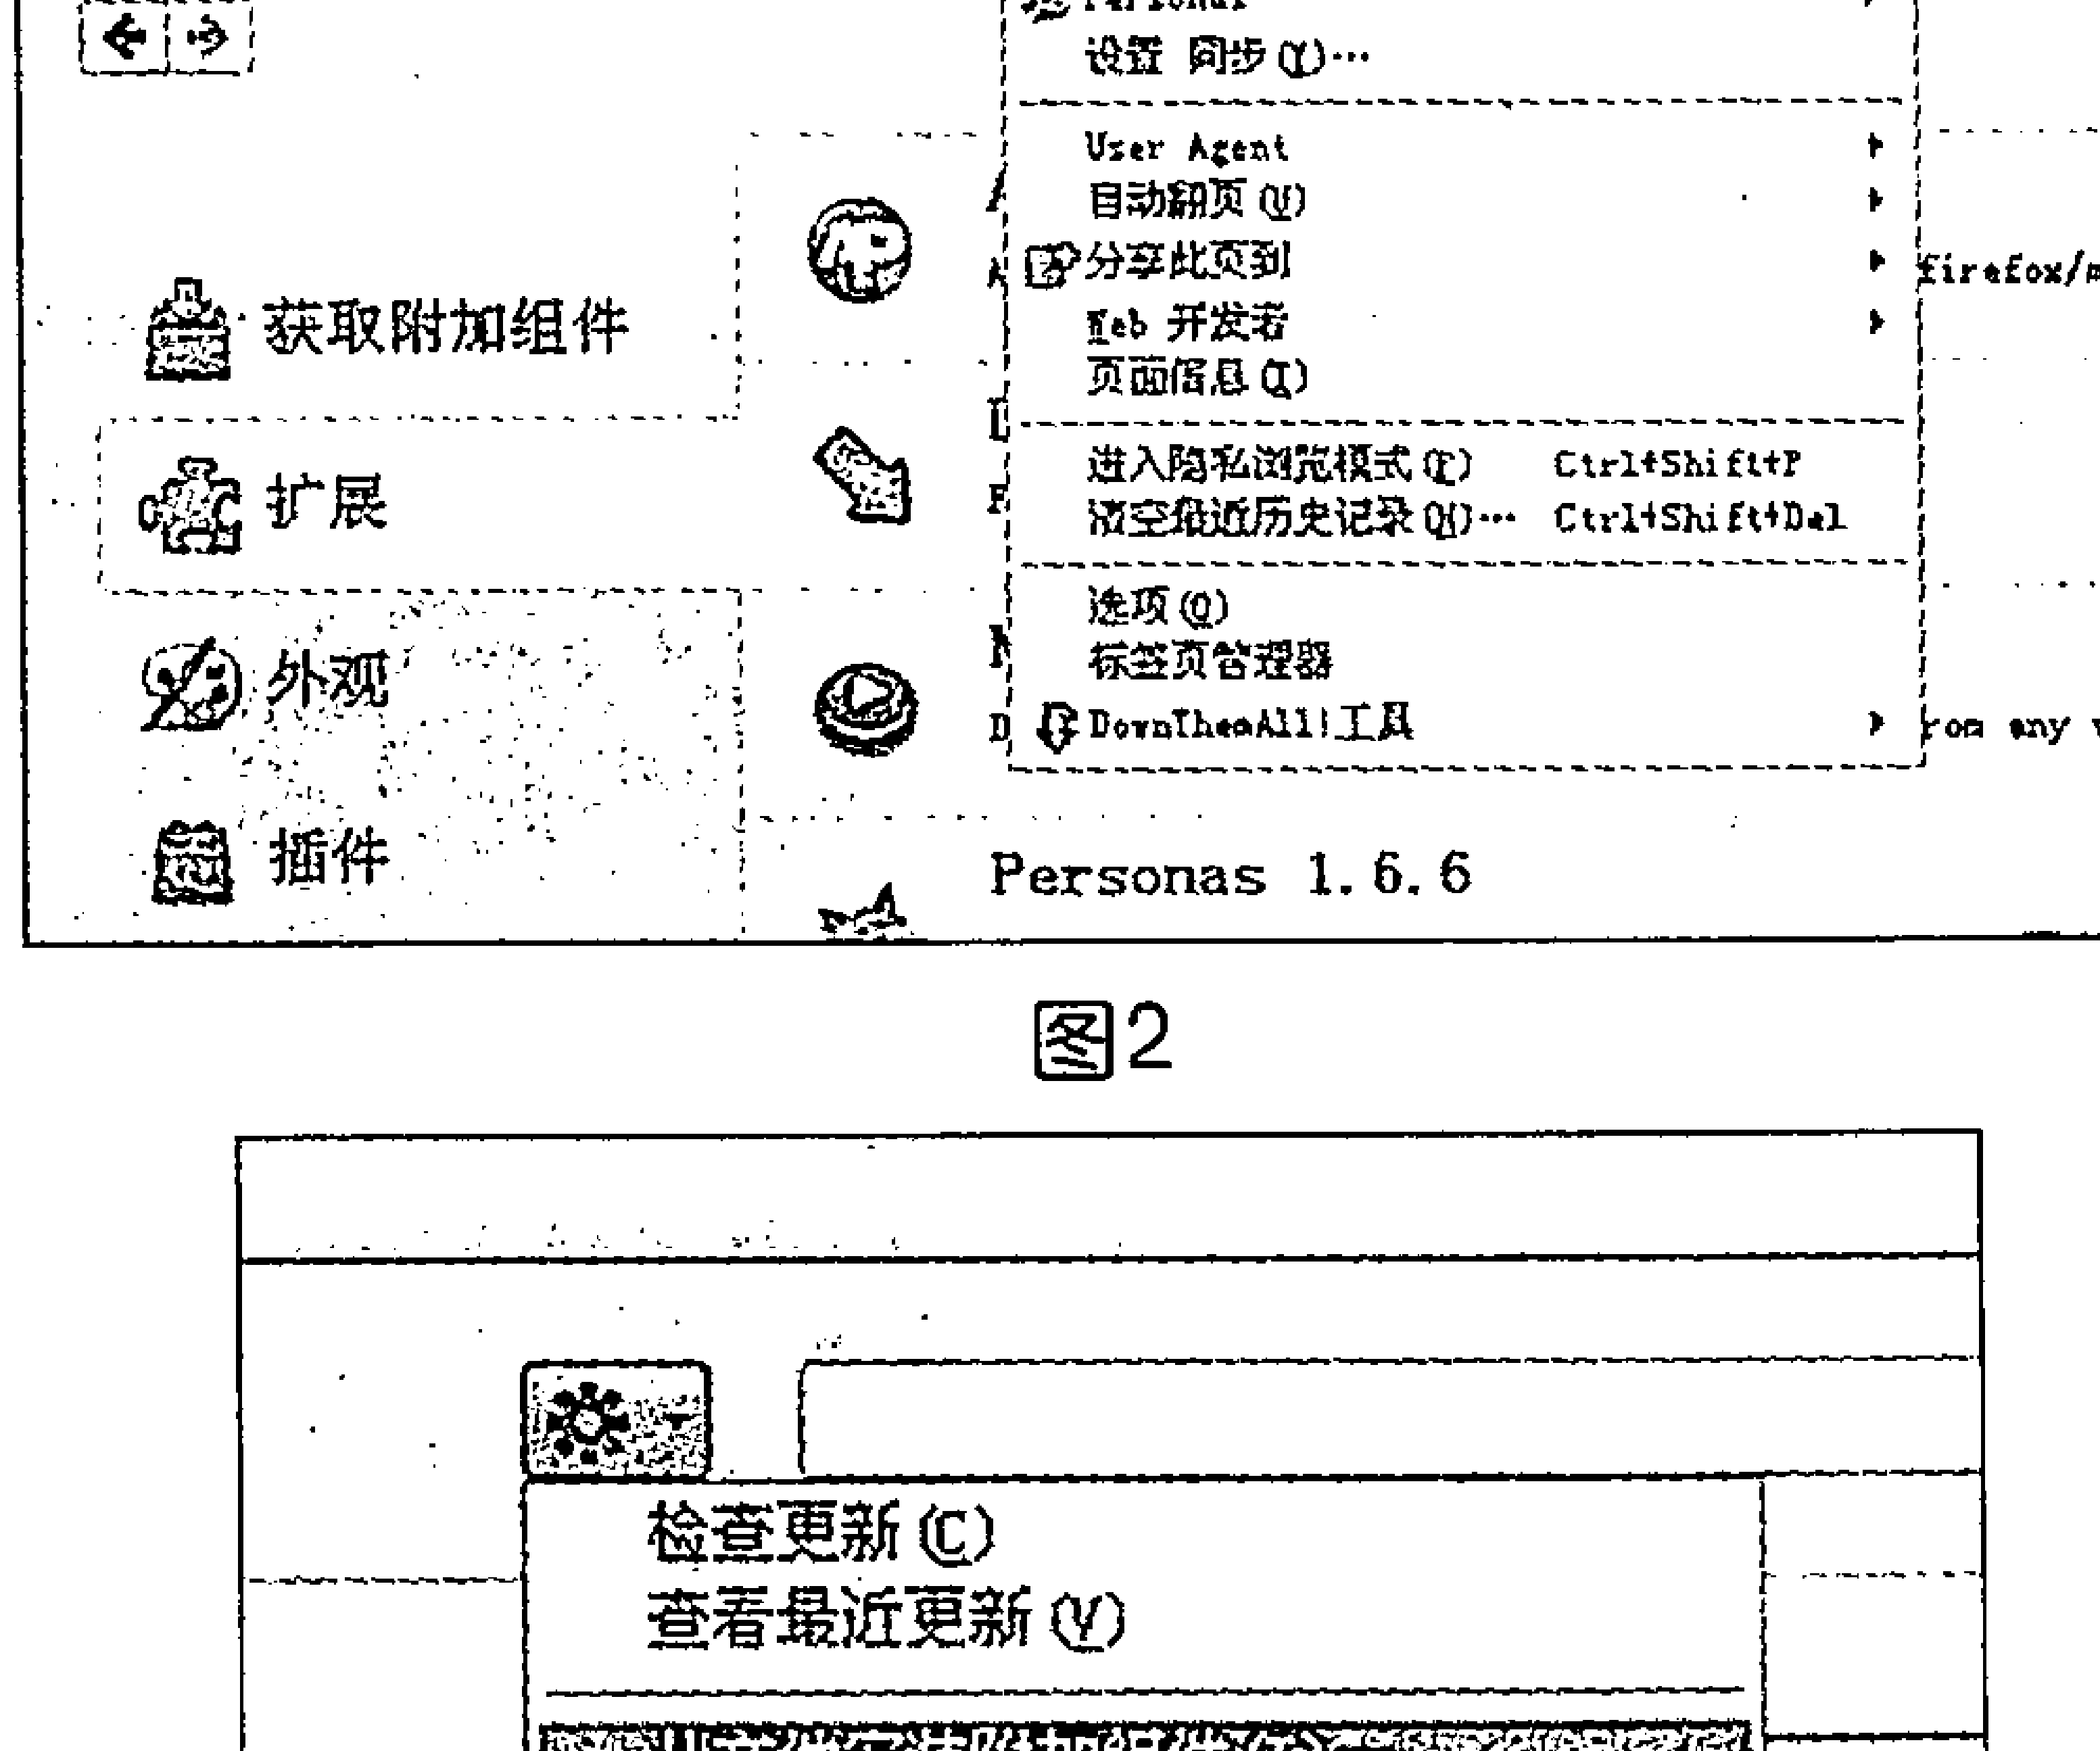 设置 同步(Y)…
User Agent
自动翻页(U)
分享此页到
firefox/
获取附加组件
Web 开发者
页面信息(I)
进入隐私浏览模式(P) Ctrl+Shift+P
扩展
清空最近历史记录(H)… Ctrl+Shift+Del
选项(O)
外观
标签页管理器
DownThemAll!工具
rom any
插件
Personas 1.6.6
图2
检查更新(C)
查看最近更新(V)